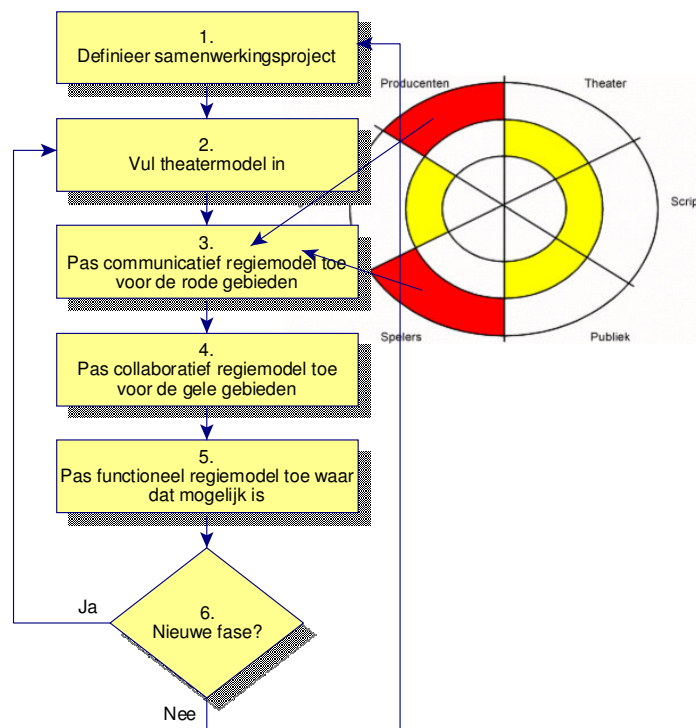 1.
Definieer samenwerkingsproject
2.
Vul theatermodel in
3.
Pas communicatief regiemodel toe
voor de rode gebieden
4.
Pas collaboratief regiemodel toe
voor de gele gebieden
5.
Pas functioneel regiemodel toe waar
dat mogelijk is
6.
Nieuwe fase?
Ja
Nee
Producenten
Theater
Scrip
Publiek
Spelers